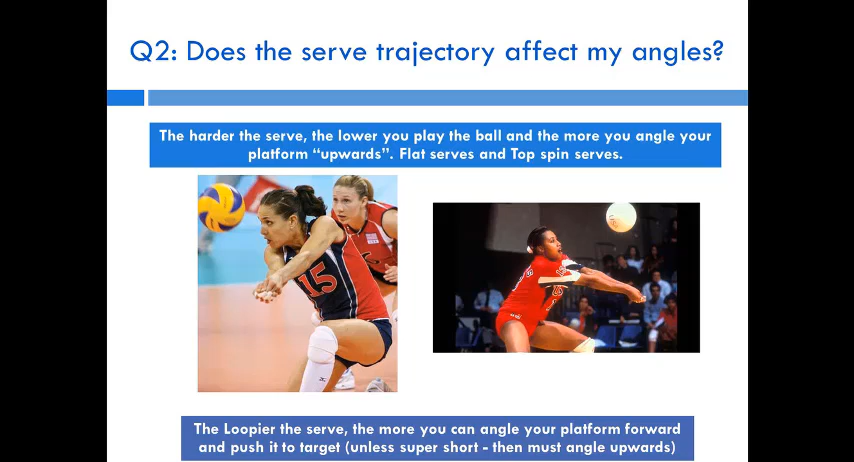 Q2: Does the serve trajectory affect my angles?
The harder the serve, the lower you play the ball and the more you angle your
platform “upwards”. Flat serves and Top spin serves.
15
The Loopier the serve, the more you can angle your platform forward
and push it to target (unless super short - then must angle upwards)